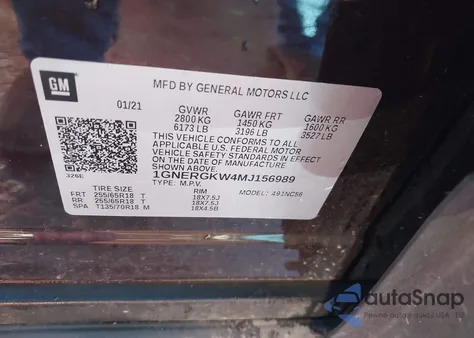 GM
MFD BY GENERAL MOTORS LLC
01/21 GVWR GAWR FRT GAWR RR
2800 KG 1450 KG 1600 KG
6173 LB 3196 LB 3527 LB
THIS VEHICLE CONFORMS TO ALL
APPLICABLE U.S. FEDERAL MOTOR
VEHICLE SAFETY STANDARDS IN EFFECT
ON THE DATE OF MANUFACTURE SHOWN ABOVE.
1GNERGKW4MJ156989
326E TYPE: M.P.V. MODEL: 491NC56
TIRE SIZE RIM
FRT 255/65R18 T 18X7.5J
RR 255/65R18 T 18X7.5J
SPA T135/70R18 M 18X4.5B
autaSnap